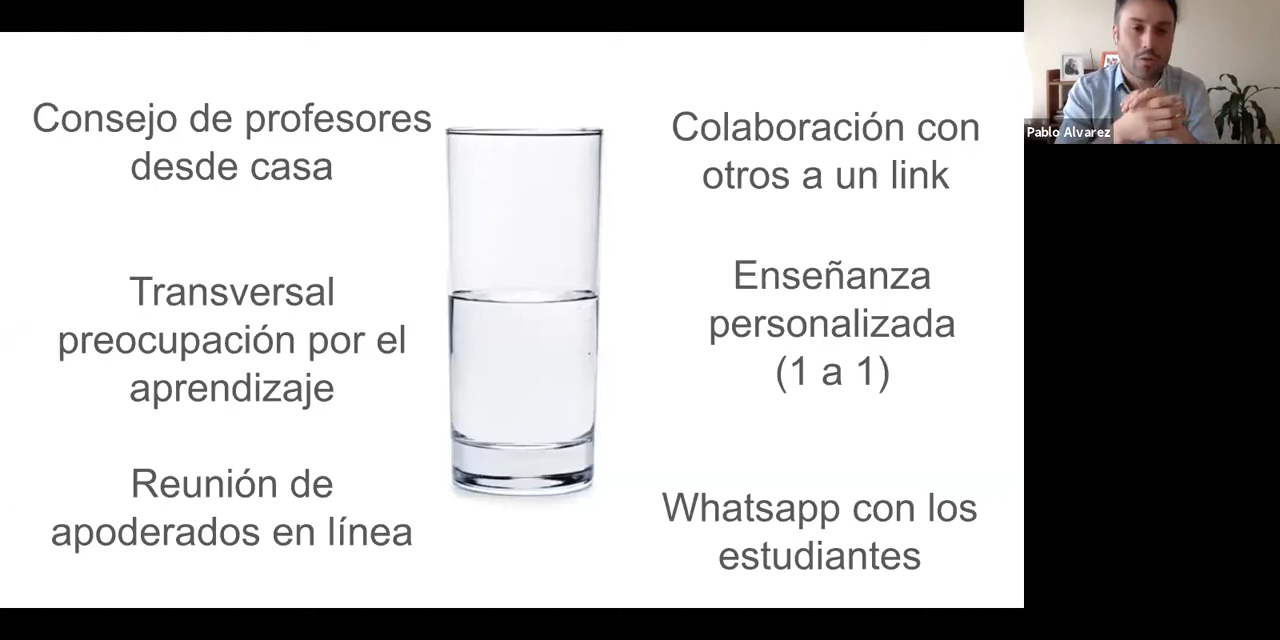 Consejo de profesores
desde casa
Transversal
preocupación por el
aprendizaje
Reunión de
apoderados en línea
Colaboración con
otros a un link
Enseñanza
personalizada
(1 a 1)
Whatsapp con los
estudiantes
Pablo Alvarez